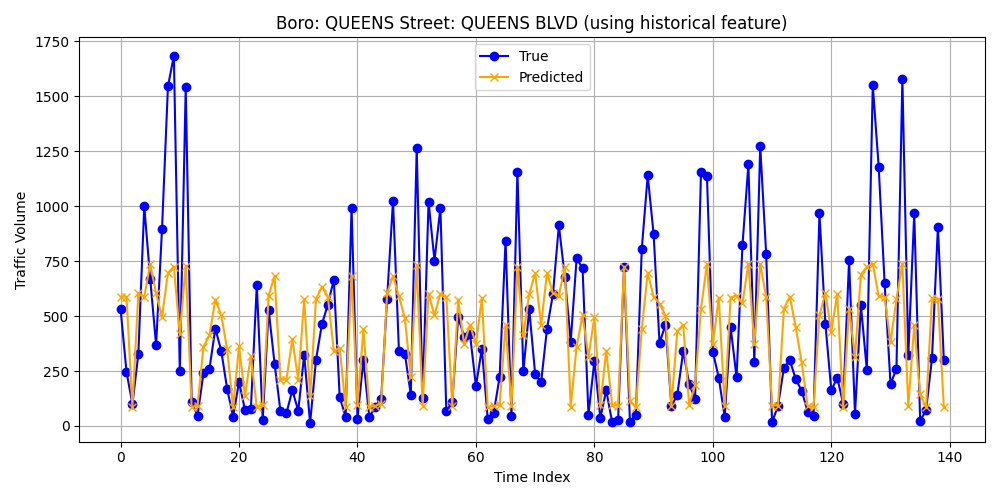 Boro: QUEENS Street: QUEENS BLVD (using historical feature)
True
Predicted
Traffic Volume
1750
1500
1250
1000
750
500
250
0
0 20 40 60 80 100 120 140
Time Index